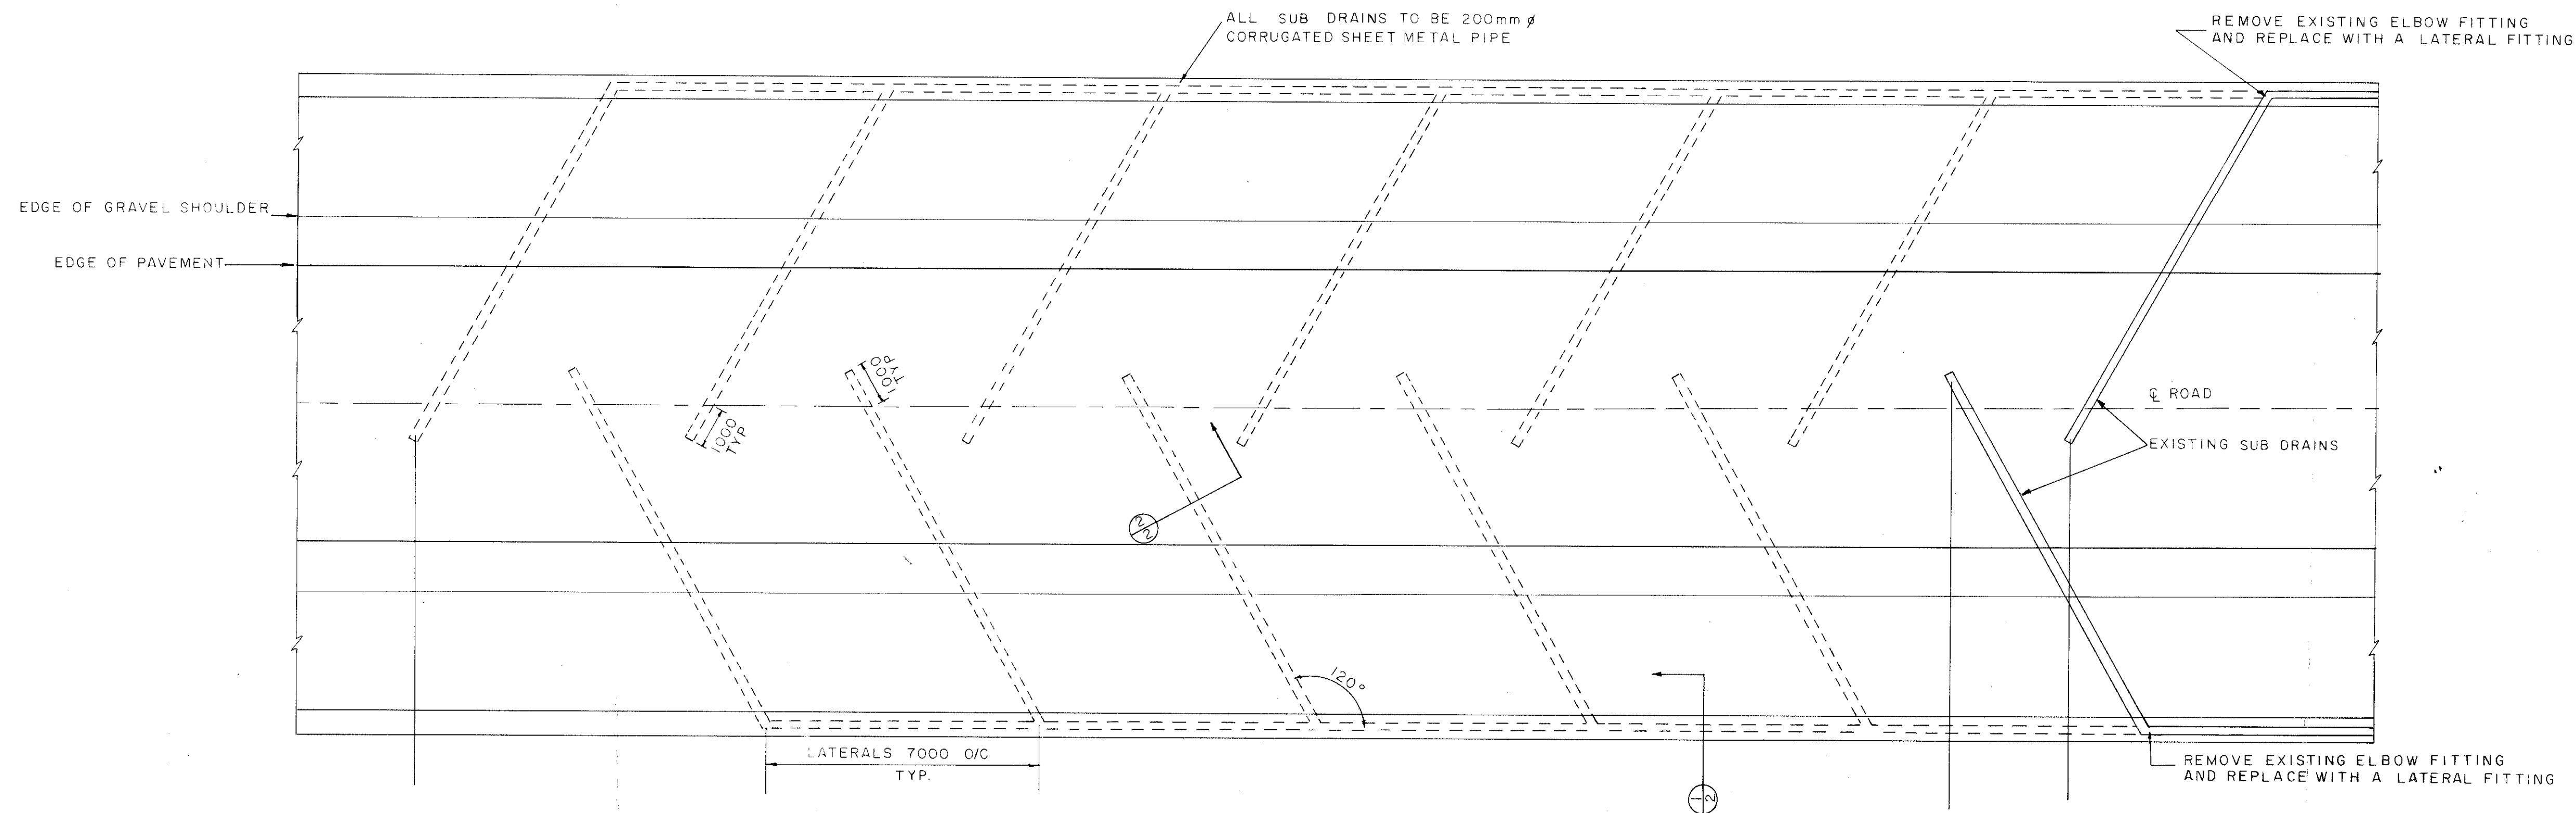 ALL SUB DRAINS TO BE 200mm ø
CORRUGATED SHEET METAL PIPE
REMOVE EXISTING ELBOW FITTING
AND REPLACE WITH A LATERAL FITTING
EDGE OF GRAVEL SHOULDER
EDGE OF PAVEMENT
1000
TYP
1000
TYP
℄ ROAD
EXISTING SUB DRAINS
2
2
120°
LATERALS 7000 O/C
TYP.
1
2
REMOVE EXISTING ELBOW FITTING
AND REPLACE WITH A LATERAL FITTING